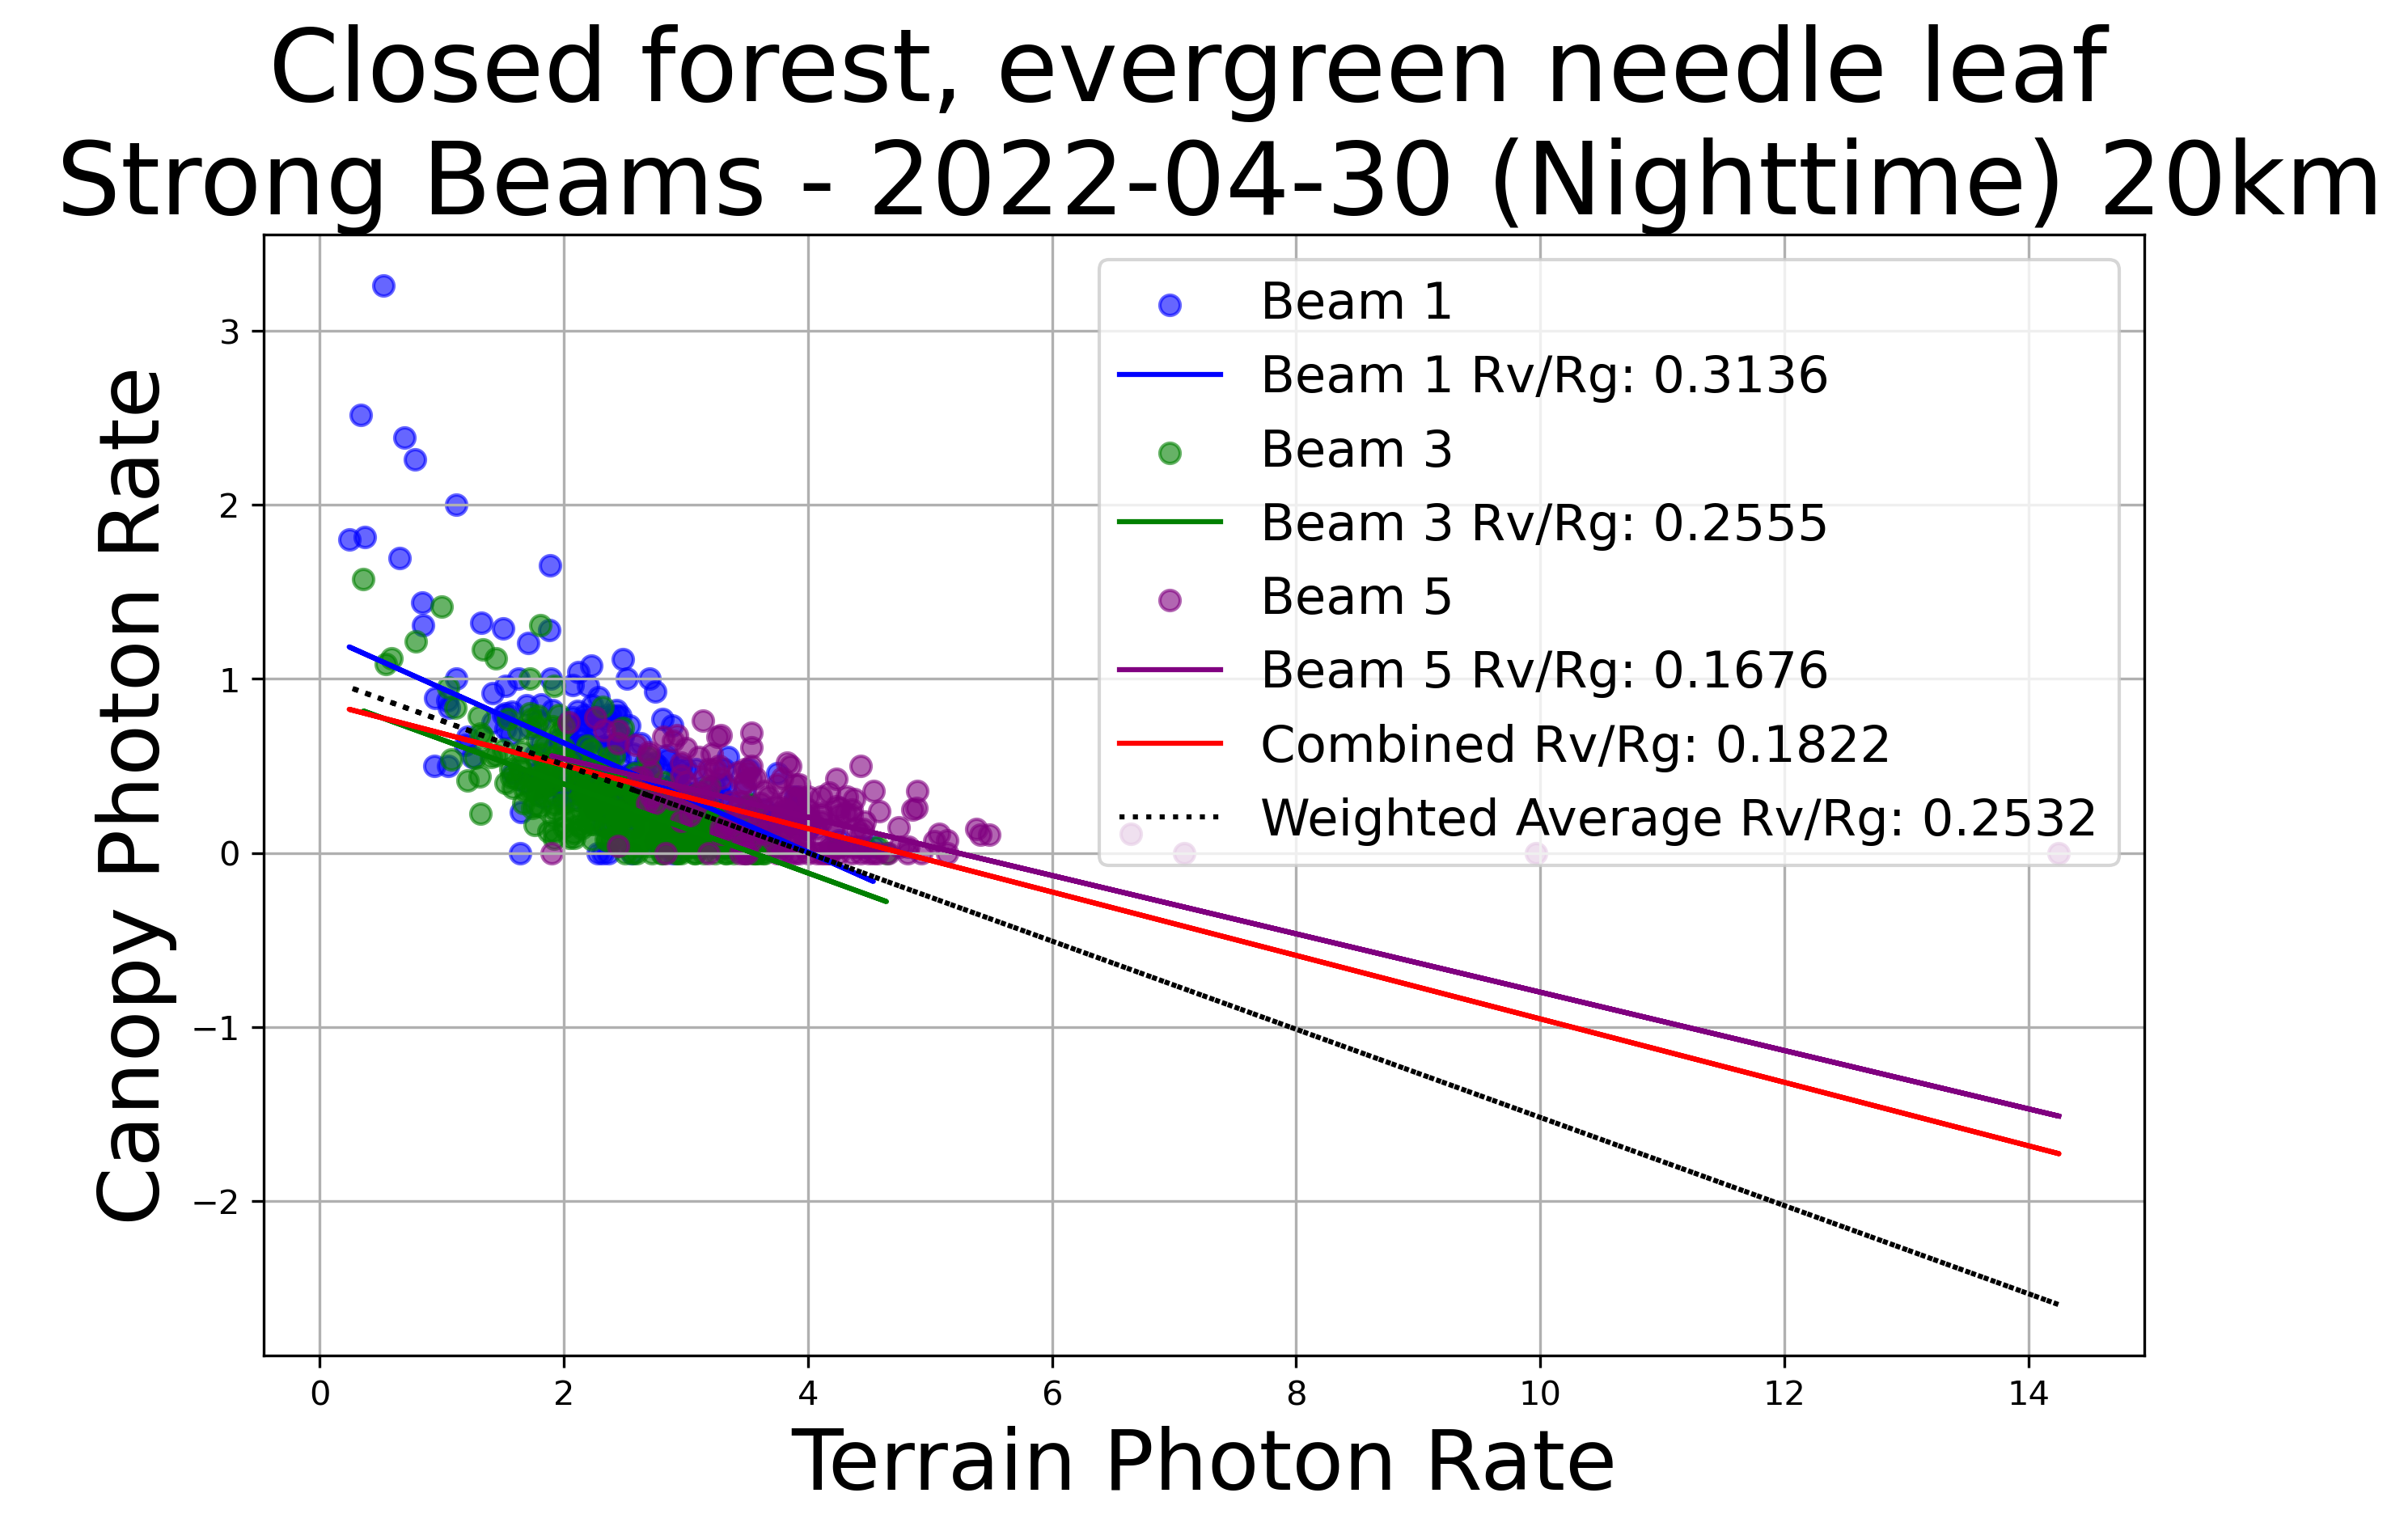 Closed forest, evergreen needle leaf
Strong Beams - 2022-04-30 (Nighttime) 20km
Canopy Photon Rate
3
2
1
0
−1
−2
Beam 1
Beam 1 Rv/Rg: 0.3136
Beam 3
Beam 3 Rv/Rg: 0.2555
Beam 5
Beam 5 Rv/Rg: 0.1676
Combined Rv/Rg: 0.1822
Weighted Average Rv/Rg: 0.2532
0 2 4 6 8 10 12 14
Terrain Photon Rate